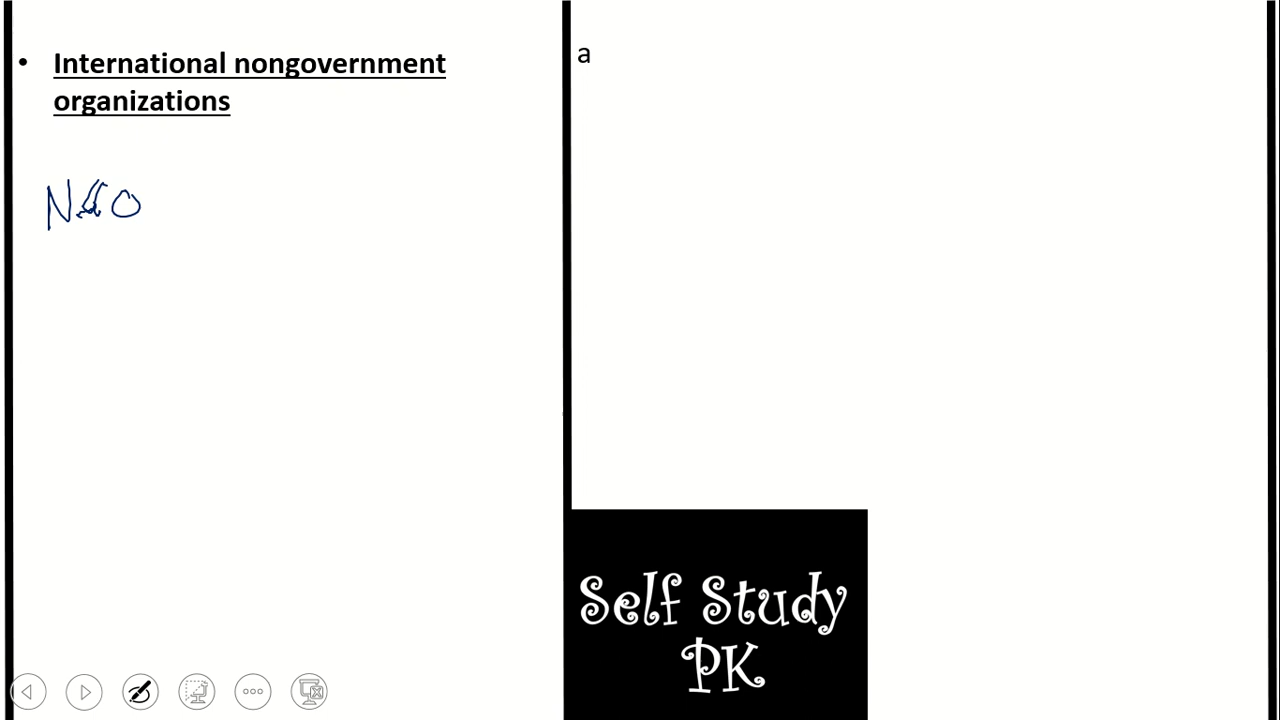 • International nongovernment
organizations
NGO
a
Self Study
PK